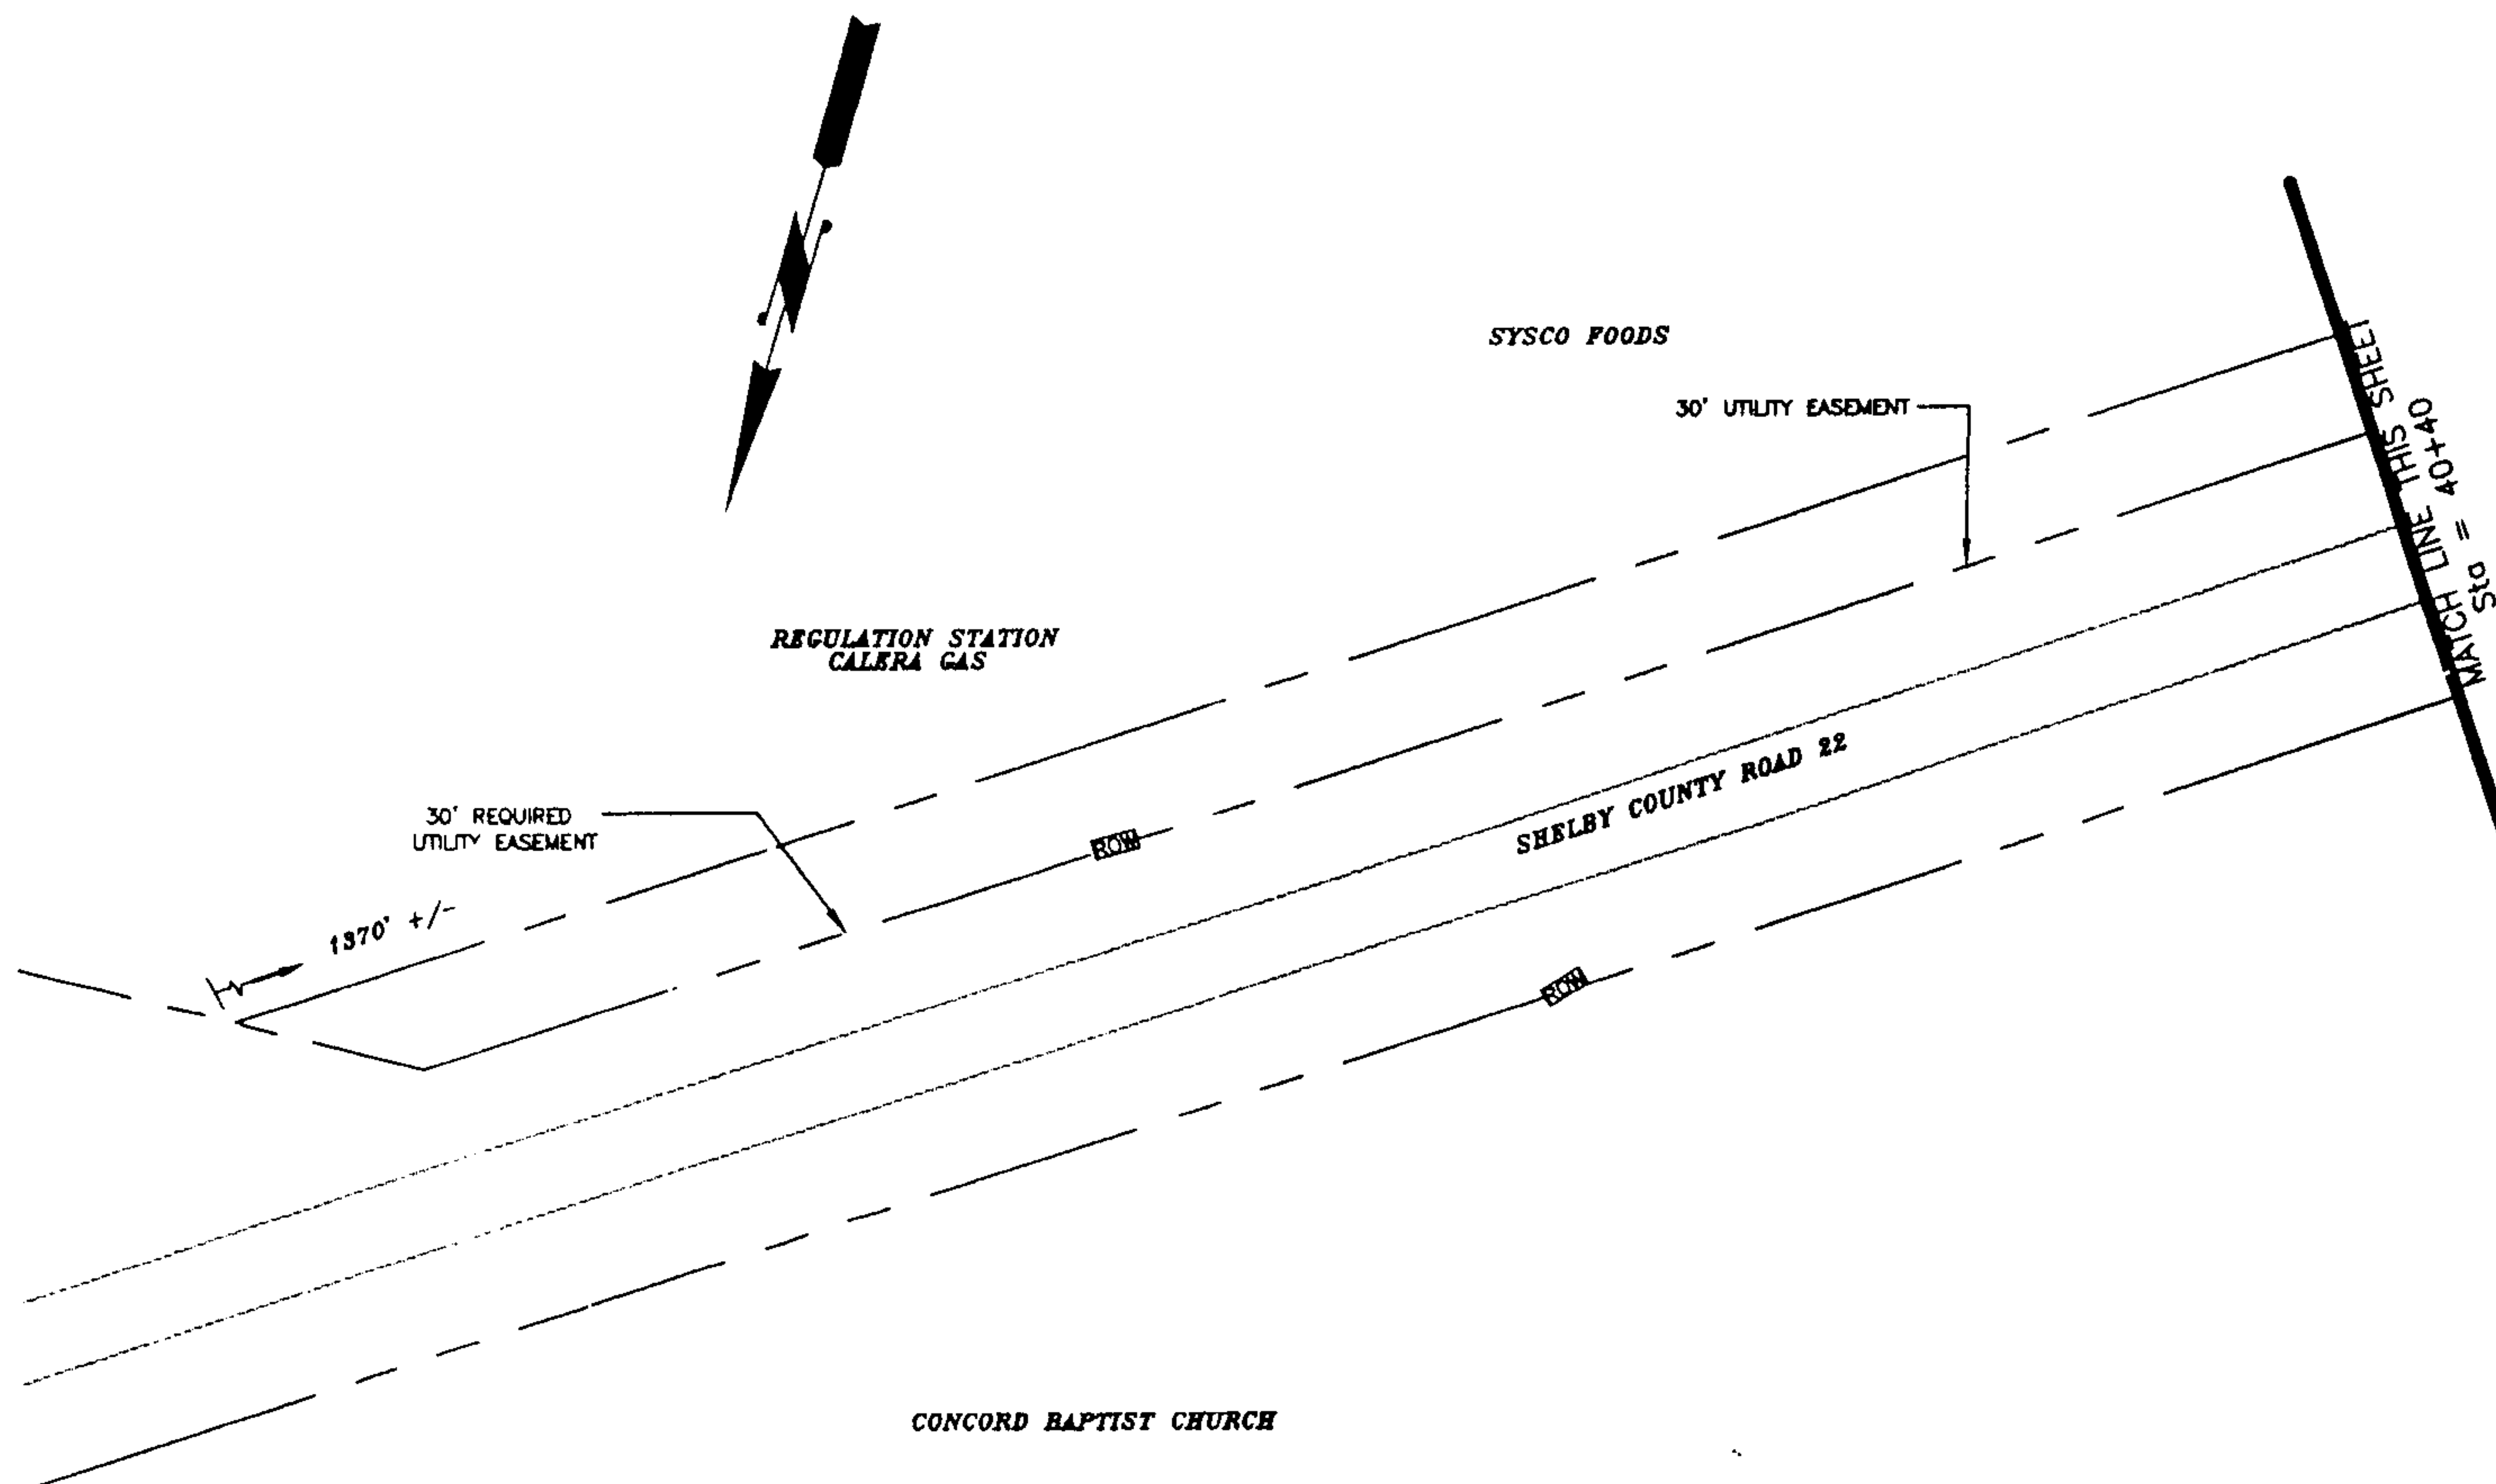 SYSCO FOODS
30' UTILITY EASEMENT
MATCH LINE THIS SHEET
Sta = 40+40
REGULATION STATION
CALERA GAS
SHELBY COUNTY ROAD 22
30' REQUIRED
UTILITY EASEMENT
ROW
1370' +/-
ROW
CONCORD BAPTIST CHURCH